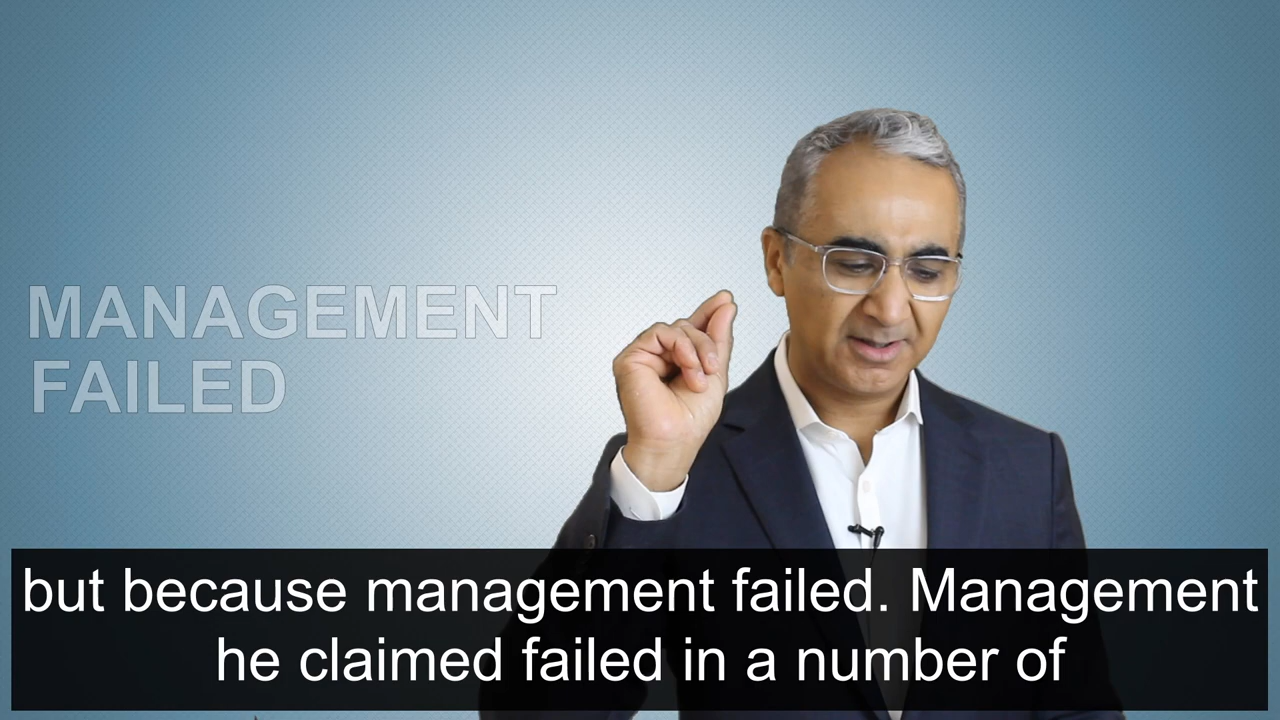 MANAGEMENT
FAILED
but because management failed. Management
he claimed failed in a number of